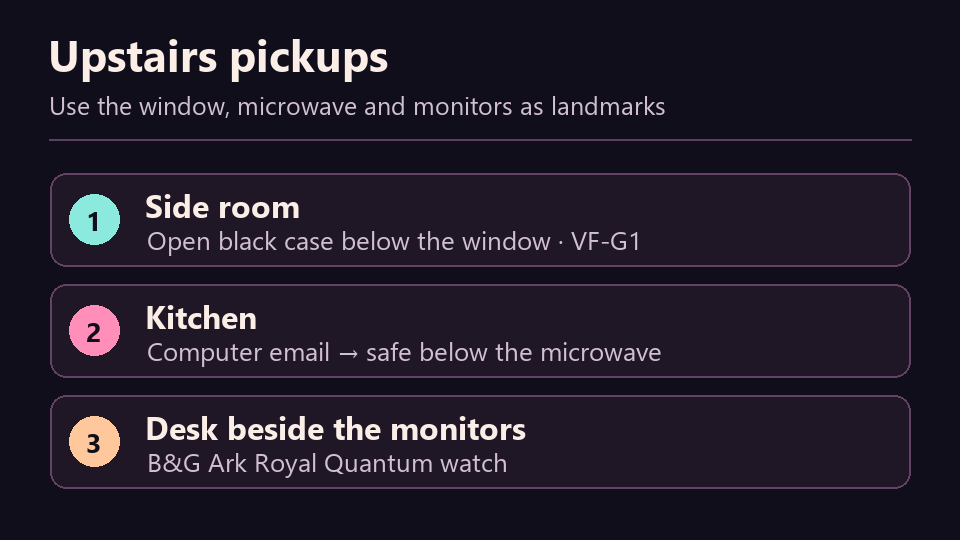 Upstairs pickups
Use the window, microwave and monitors as landmarks
1
Side room
Open black case below the window · VF-G1
2
Kitchen
Computer email → safe below the microwave
3
Desk beside the monitors
B&G Ark Royal Quantum watch